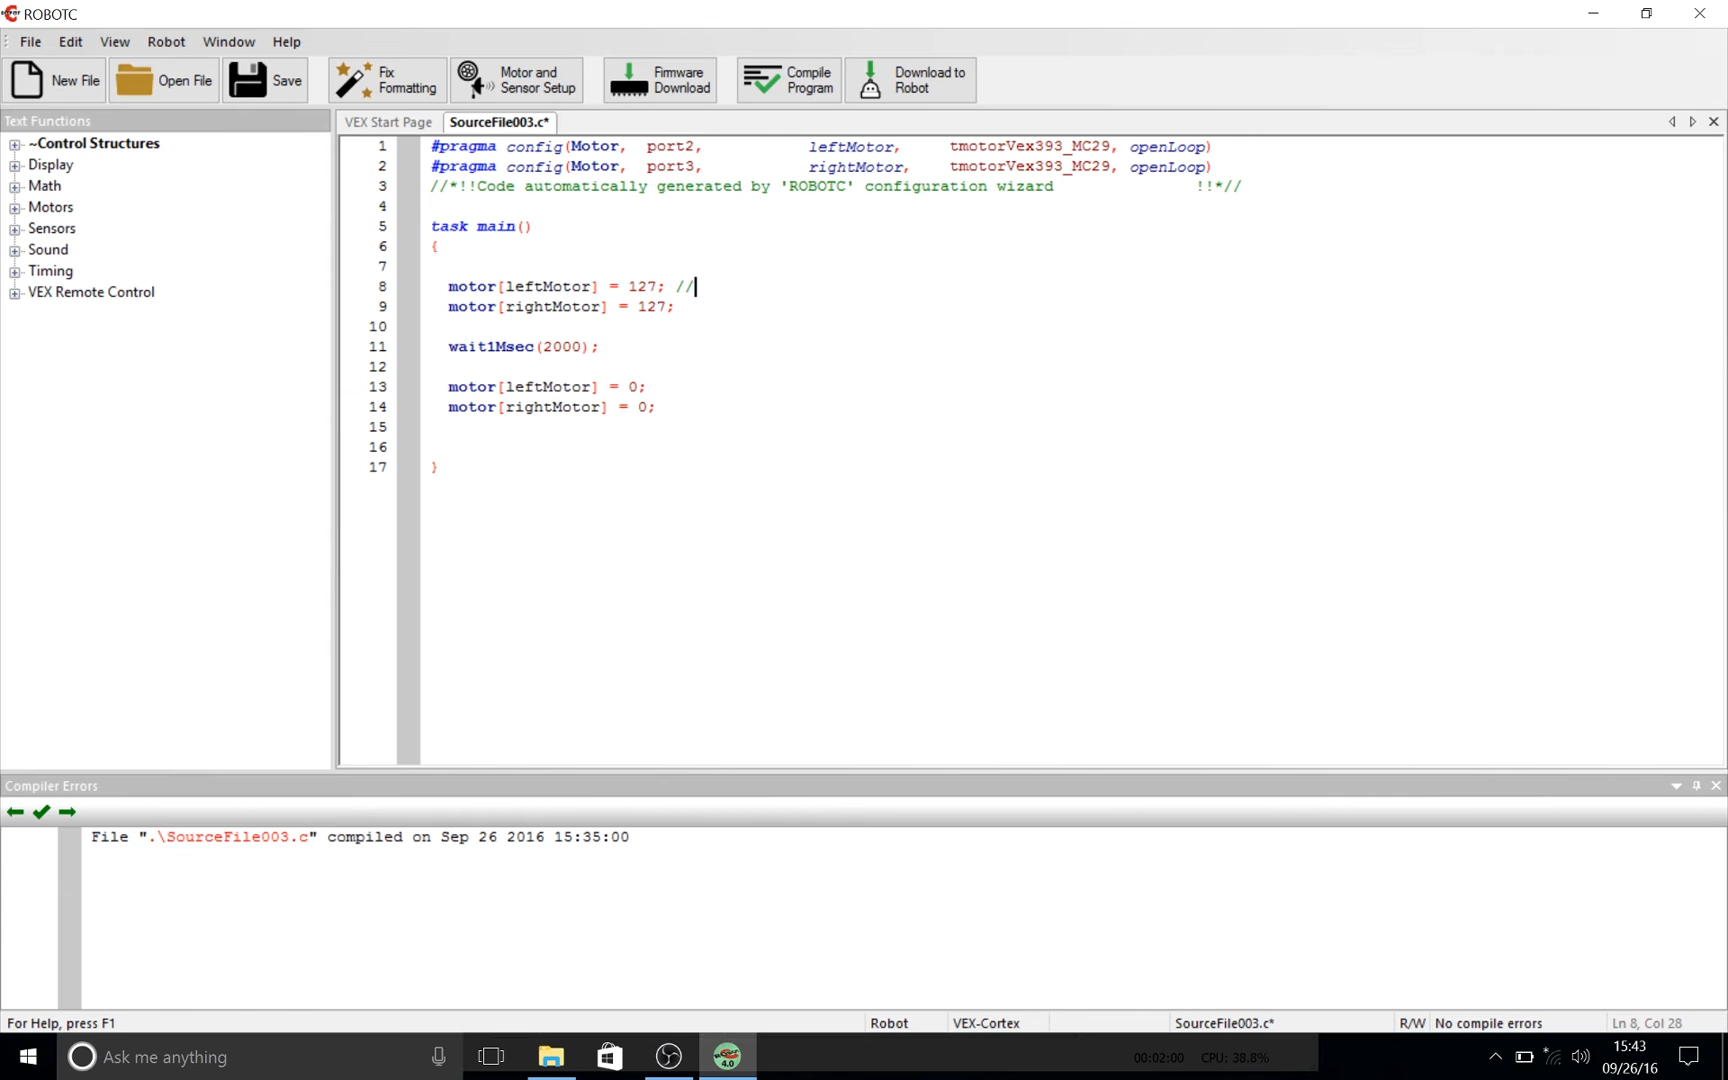 ROBOTC
File Edit View Robot Window Help
New File Open File Save Fix Formatting Motor and Sensor Setup Firmware Download Compile Program Download to Robot
Text Functions
~Control Structures
Display
Math
Motors
Sensors
Sound
Timing
VEX Remote Control
VEX Start Page SourceFile003.c*
1 #pragma config(Motor, port2, leftMotor, tmotorVex393_MC29, openLoop)
2 #pragma config(Motor, port3, rightMotor, tmotorVex393_MC29, openLoop)
3 //*!!Code automatically generated by 'ROBOTC' configuration wizard !!*//
4
5 task main()
6 {
7
8 motor[leftMotor] = 127; //
9 motor[rightMotor] = 127;
10
11 wait1Msec(2000);
12
13 motor[leftMotor] = 0;
14 motor[rightMotor] = 0;
15
16
17 }
Compiler Errors
File ".\SourceFile003.c" compiled on Sep 26 2016 15:35:00
For Help, press F1 Robot VEX-Cortex SourceFile003.c* R/W No compile errors Ln 8, Col 28
Ask me anything 4.0 00:02:00 CPU: 38.8% 15:43
09/26/16